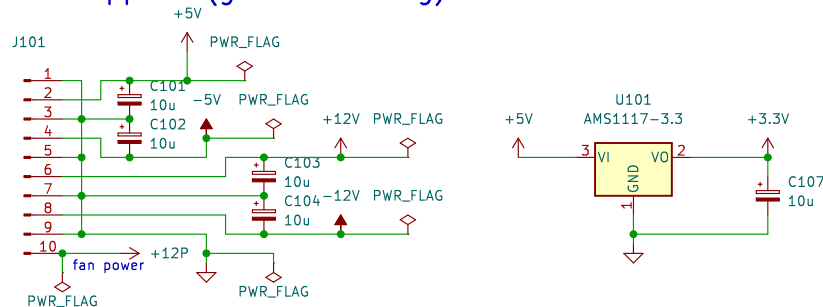 +5V
J101
PWR_FLAG
1
2
3
4
5
6
7
8
9
10
C101
10u
C102
10u
-5V
PWR_FLAG
+12V
PWR_FLAG
C103
10u
C104
10u
-12V
PWR_FLAG
+12P
fan power
PWR_FLAG
PWR_FLAG
U101
AMS1117-3.3
+5V
+3.3V
3
VI
VO
2
GND
1
C107
10u